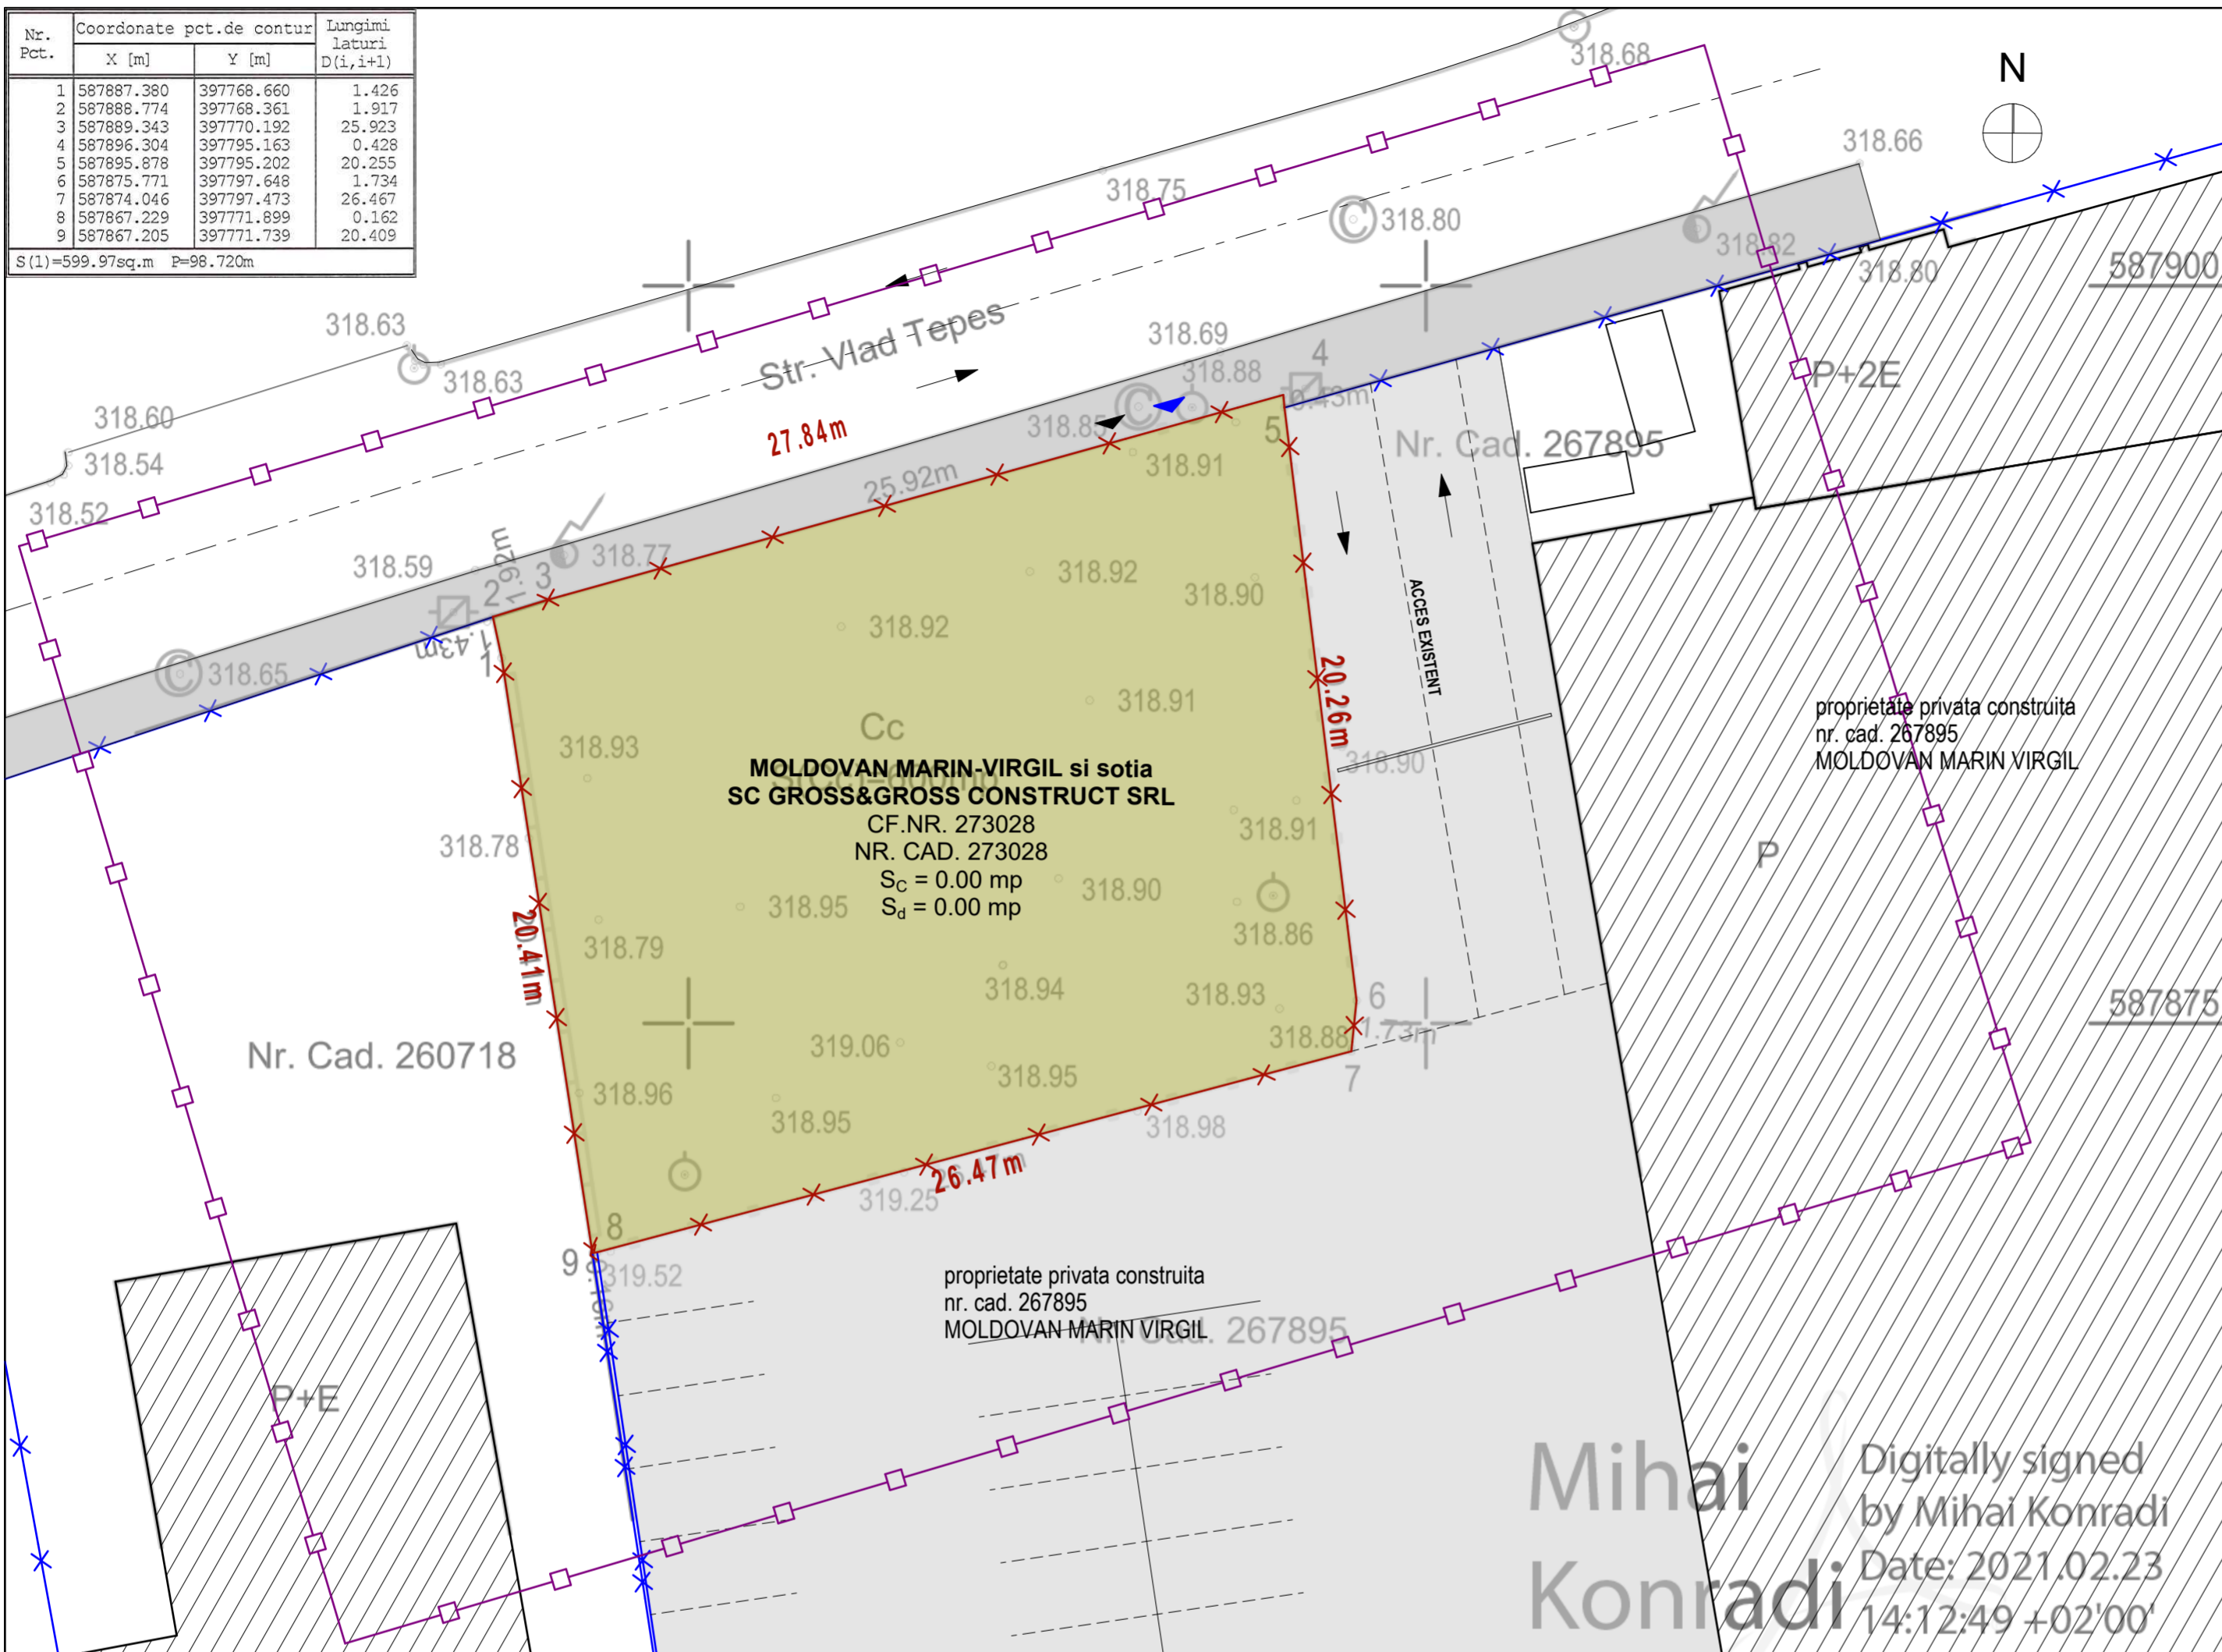 Nr. Pct. Coordonate pct.de contur Lungimi laturi D(i,i+1)
X [m] Y [m]
1 587887.380 397768.660 1.426
2 587888.774 397768.361 1.917
3 587889.343 397770.192 25.923
4 587896.304 397795.163 0.428
5 587895.878 397795.202 20.255
6 587875.771 397797.648 1.734
7 587874.046 397797.473 26.467
8 587867.229 397771.899 0.162
9 587867.205 397771.739 20.409
S(1)=599.97sq.m P=98.720m
318.68
N
318.66
318.75
318.80
318.82
318.80
587900
318.63
318.63
Str. Vlad Tepes
318.69
318.88
4
0.43m
P+2E
318.60
318.54
318.52
27.84m
318.85
5
318.91
Nr. Cad. 267895
25.92m
318.59
1.92m
318.77
2
3
318.92
318.90
318.92
ACCES EXISTENT
1.43m
1
318.65
20.26m
318.91
proprietate privata construita
nr. cad. 267895
MOLDOVAN MARIN VIRGIL
Cc
318.93
S(Cc)=600mp
MOLDOVAN MARIN-VIRGIL si sotia
SC GROSS&GROSS CONSTRUCT SRL
CF.NR. 273028
NR. CAD. 273028
SC = 0.00 mp
Sd = 0.00 mp
318.90
318.91
318.78
P
318.90
318.95
318.86
20.41m
318.79
318.94
318.93
6
587875
318.88
1.73m
319.06
Nr. Cad. 260718
318.95
7
318.96
318.95
318.98
26.47m
319.25
8
9
319.52
0.16m
proprietate privata construita
nr. cad. 267895
MOLDOVAN MARIN VIRGIL
Nr. Cad. 267895
P+E
Mihai
Konradi
Digitally signed
by Mihai Konradi
Date: 2021.02.23
14:12:49 +02'00'